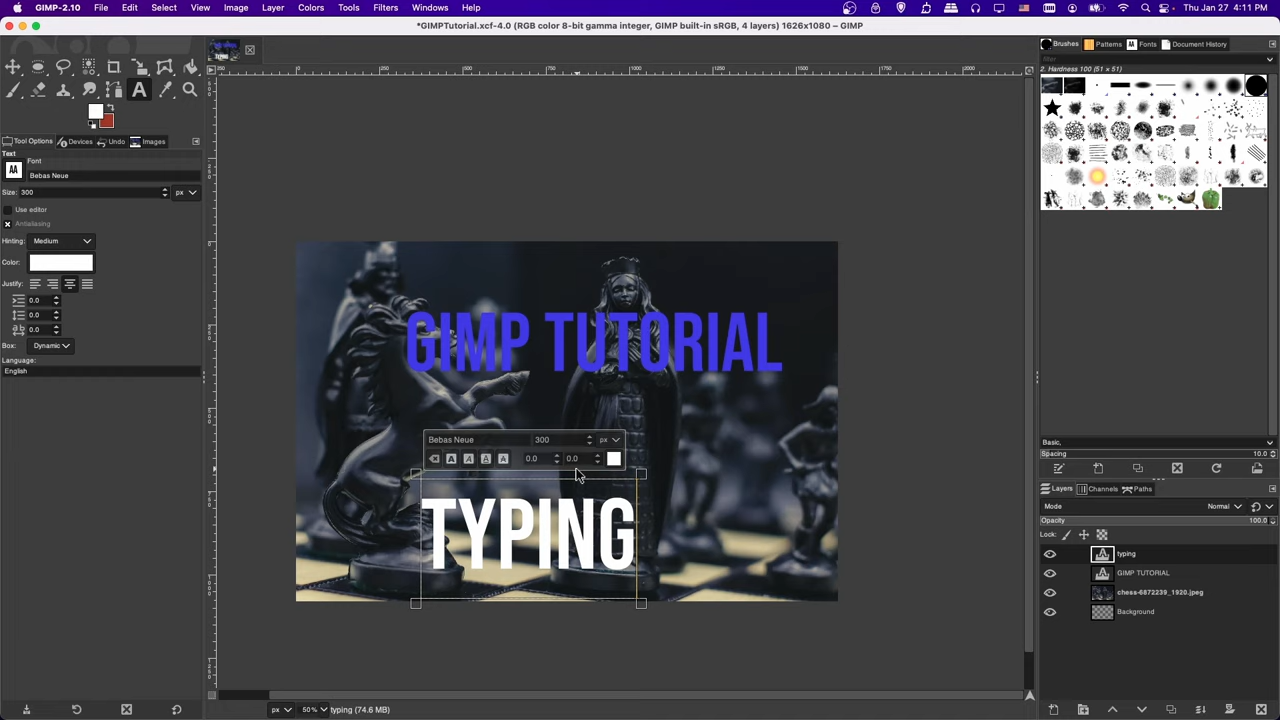 GIMP-2.10 File Edit Select View Image Layer Colors Tools Filters Windows Help Thu Jan 27 4:11 PM
*GIMPTutorial.xcf-4.0 (RGB color 8-bit gamma integer, GIMP built-in sRGB, 4 layers) 1626x1080 – GIMP
Brushes Patterns Fonts Document History
filter
2. Hardness 100 (51 × 51)
Tool Options Devices Undo Images
Text
Font
Bebas Neue
Size: 300 px
Use editor
Antialiasing
Hinting: Medium
Color:
Justify:
0.0
0.0
0.0
Box: Dynamic
Language:
English
GIMP TUTORIAL
Bebas Neue 300 px
0.0 0.0
TYPING
Basic,
Spacing 10.0
Layers Channels Paths
Mode Normal
Opacity 100.0
Lock:
typing
GIMP TUTORIAL
chess-6872239_1920.jpeg
Background
px 50% typing (74.6 MB)